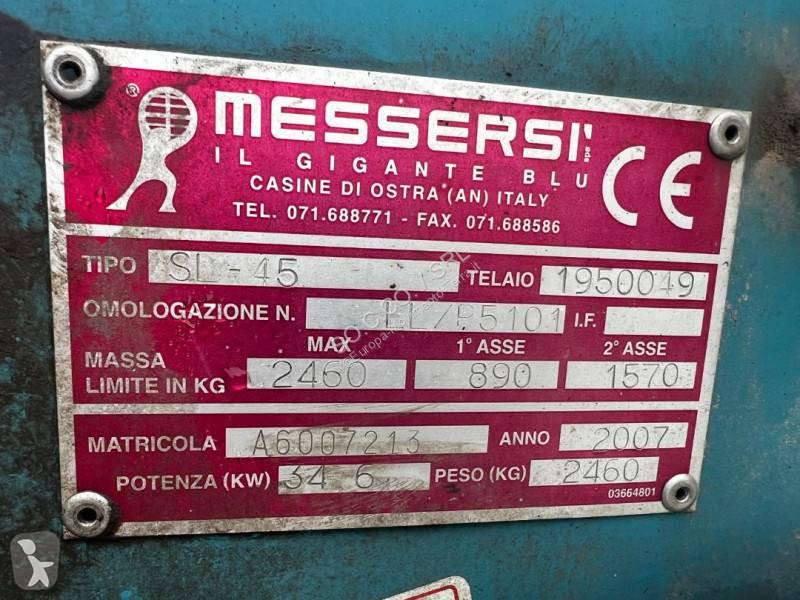 ®
MESSERSI' spa
IL GIGANTE BLU
CASINE DI OSTRA (AN) ITALY
TEL. 071.688771 - FAX. 071.688586
CE
TIPO SL-45 TELAIO 1950049
OMOLOGAZIONE N. P5101 I.F.
MAX 1° ASSE 2° ASSE
MASSA
LIMITE IN KG 2460 890 1570
MATRICOLA A6007213 ANNO 2007
POTENZA (KW) 34 6 PESO (KG) 2460
03664801